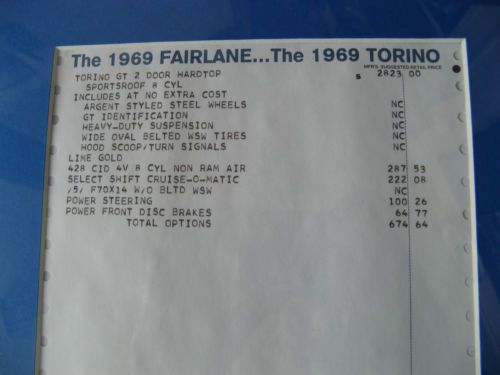 The 1969 FAIRLANE...The 1969 TORINO
MFR'S. SUGGESTED RETAIL PRICE
TORINO GT 2 DOOR HARDTOP $ 2823 00
SPORTSROOF 8 CYL
INCLUDES AT NO EXTRA COST
ARGENT STYLED STEEL WHEELS NC
GT IDENTIFICATION NC
HEAVY-DUTY SUSPENSION NC
WIDE OVAL BELTED WSW TIRES NC
HOOD SCOOP/TURN SIGNALS NC
LIME GOLD
428 CID 4V 8 CYL NON RAM AIR 287 53
SELECT SHIFT CRUISE-O-MATIC 222 08
/5/ F70X14 W/O BLTD WSW NC
POWER STEERING 100 26
POWER FRONT DISC BRAKES 64 77
TOTAL OPTIONS 674 64